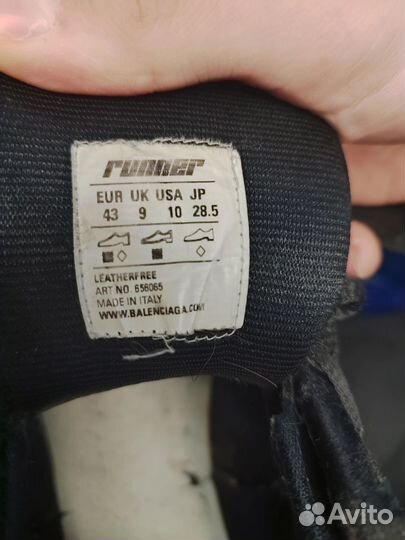 runner
EUR UK USA JP
43 9 10 28.5
LEATHERFREE
ART NO. 656065
MADE IN ITALY
WWW.BALENCIAGA.COM
Avito